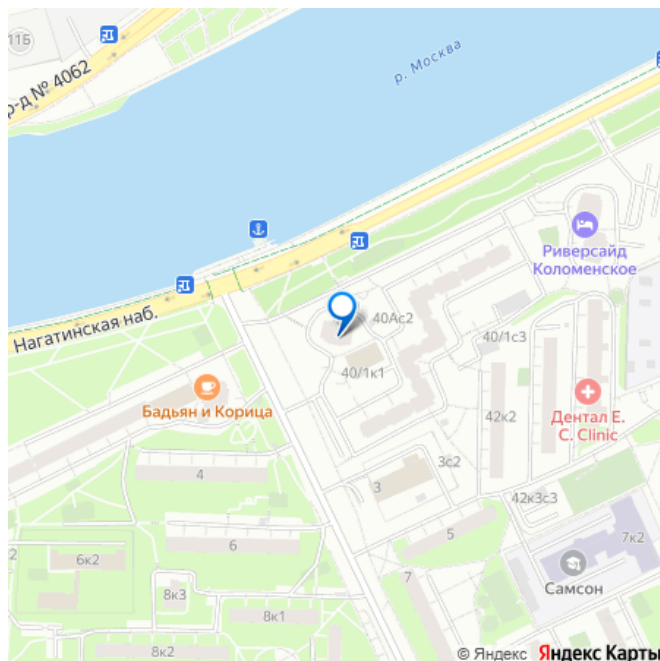 11Б
р-д № 4062
р. Москва
Риверсайд
Коломенское
Нагатинская наб.
40Ас2
40/1с3
40/1к1
Бадьян и Корица
Дентал Е.
С. Clinic
42к2
4
3с2
3
42к3с3
5
7к2
6
6к2
7
Самсон
8к3
8к1
8к2
© Яндекс Яндекс Карты